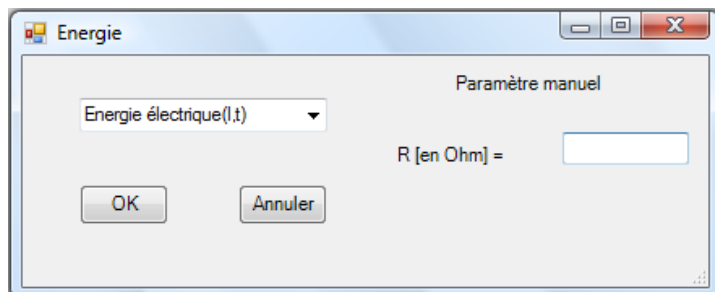 Energie
Paramètre manuel
Energie électrique(I,t)
R [en Ohm] =
OK
Annuler